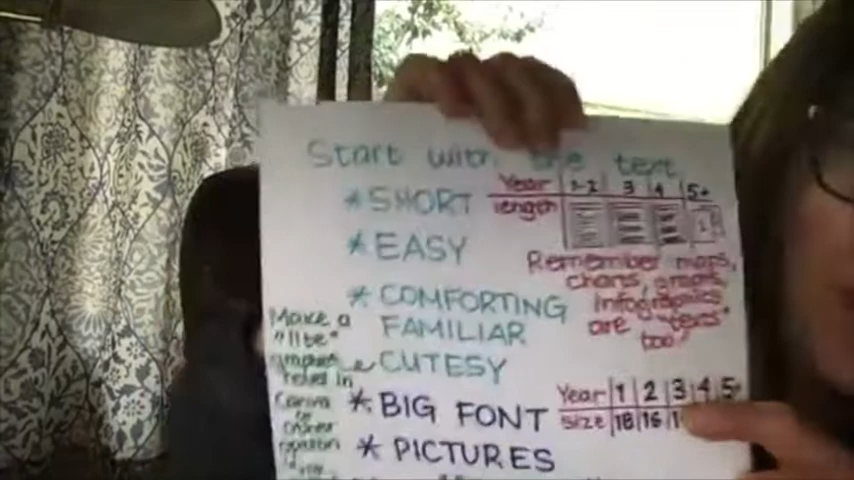 Start with the text
* SHORT
* EASY
* COMFORTING
FAMILIAR
CUTESY
* BIG FONT
* PICTURES
Year 1-2 3 4 5+
length
Remember maps,
charts, graphs,
infographics
are "texts"
too!
Make a
"lite"
in
Canva
or
Year 1 2 3 4 5+
Size 18 16